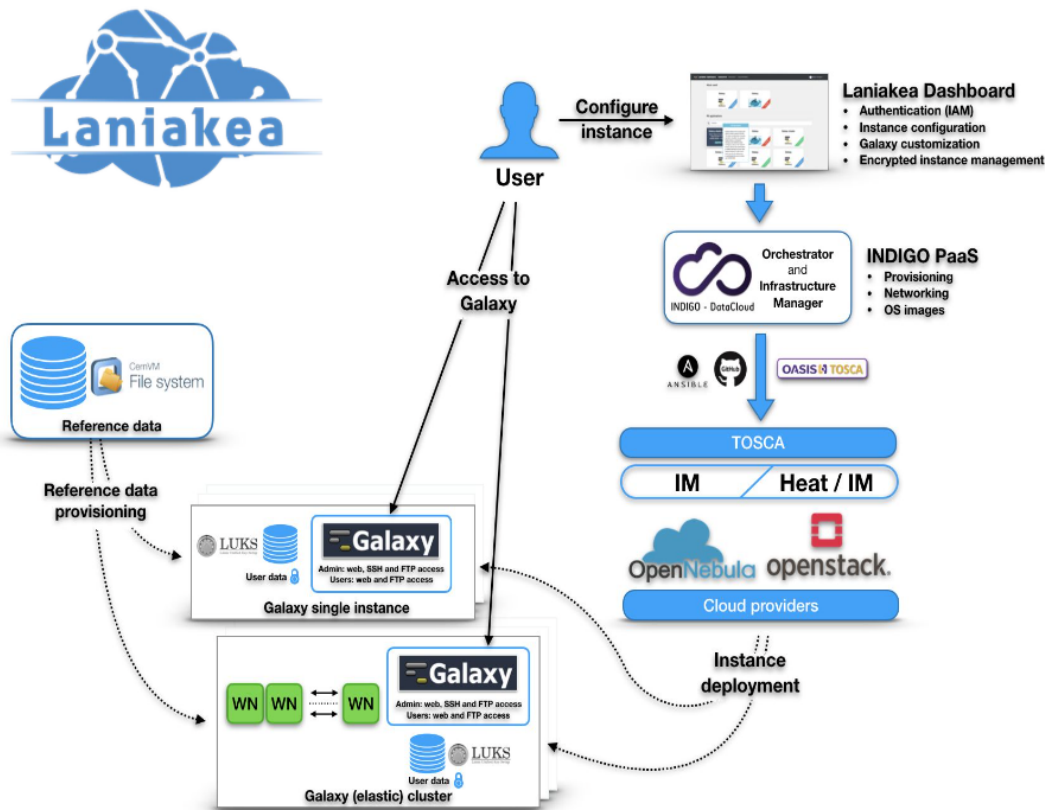 Laniakea
User
Configure
instance
Laniakea Dashboard
• Authentication (IAM)
• Instance configuration
• Galaxy customization
• Encrypted instance management
INDIGO - DataCloud
Orchestrator
and
Infrastructure
Manager
INDIGO PaaS
• Provisioning
• Networking
• OS images
Access to
Galaxy
ANSIBLE
GitHub
OASIS TOSCA
CernVM
File system
Reference data
TOSCA
IM
Heat / IM
Reference data
provisioning
OpenNebula
openstack.
Cloud providers
LUKS
User data
Galaxy
Admin: web, SSH and FTP access
Users: web and FTP access
Galaxy single instance
Instance
deployment
WN
WN
WN
Galaxy
Admin: web, SSH and FTP access
Users: web and FTP access
User data
LUKS
Galaxy (elastic) cluster